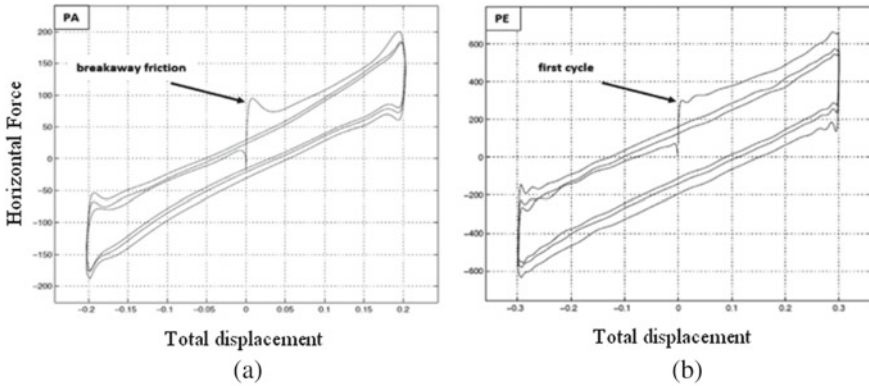 PA
breakaway friction
Horizontal Force
200
150
100
50
0
-50
-100
-150
-200
-0.2 -0.15 -0.1 -0.05 0 0.05 0.1 0.15 0.2
Total displacement
(a)
PE
first cycle
600
400
200
0
-200
-400
-600
-0.3 -0.2 -0.1 0 0.1 0.2 0.3
Total displacement
(b)